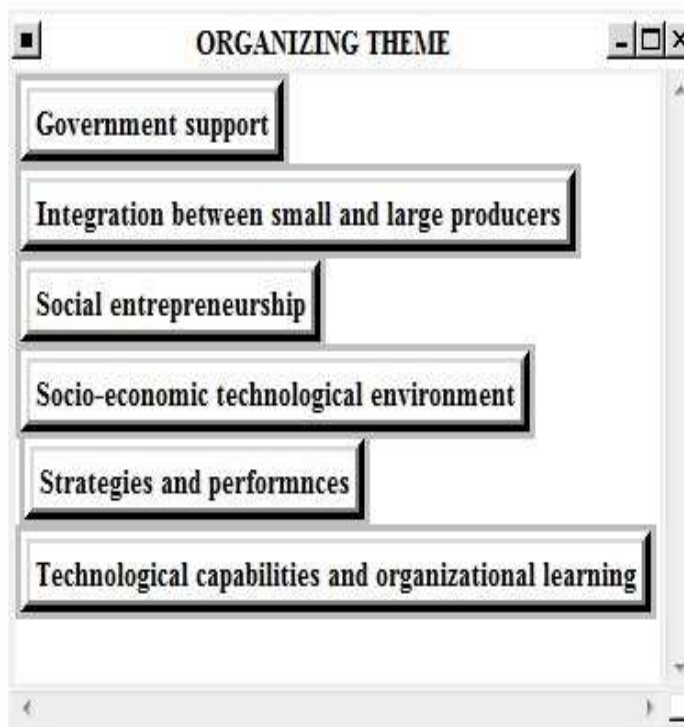 ORGANIZING THEME
Government support
Integration between small and large producers
Social entrepreneurship
Socio-economic technological environment
Strategies and performnces
Technological capabilities and organizational learning